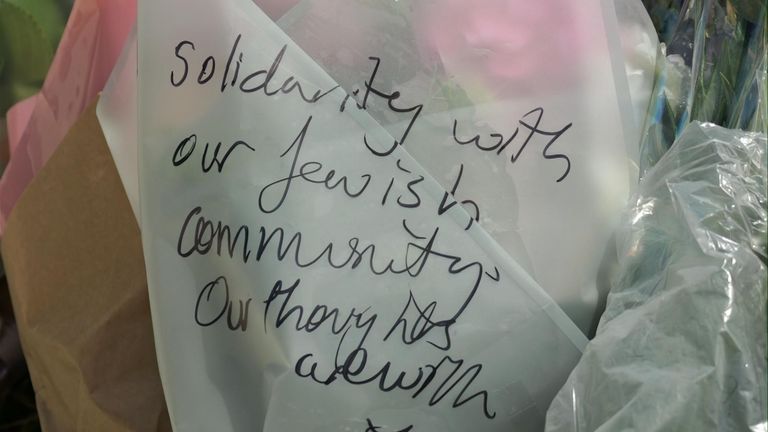 Solidarity with
our Jewish
community.
Our thoughts
are with